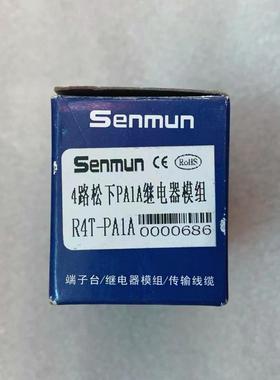 Senmun
Senmun CE RoHS
4路松下PA1A继电器模组
R4T-PA1A 0000686
端子台/继电器模组/传输线缆